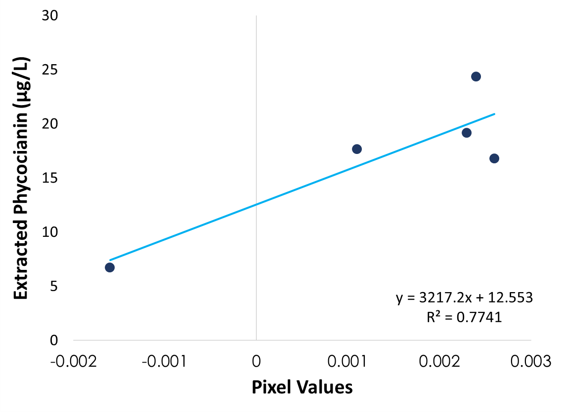 30
25
20
15
10
5
0
Extracted Phycocianin (µg/L)
y = 3217.2x + 12.553
R² = 0.7741
-0.002 -0.001 0 0.001 0.002 0.003
Pixel Values